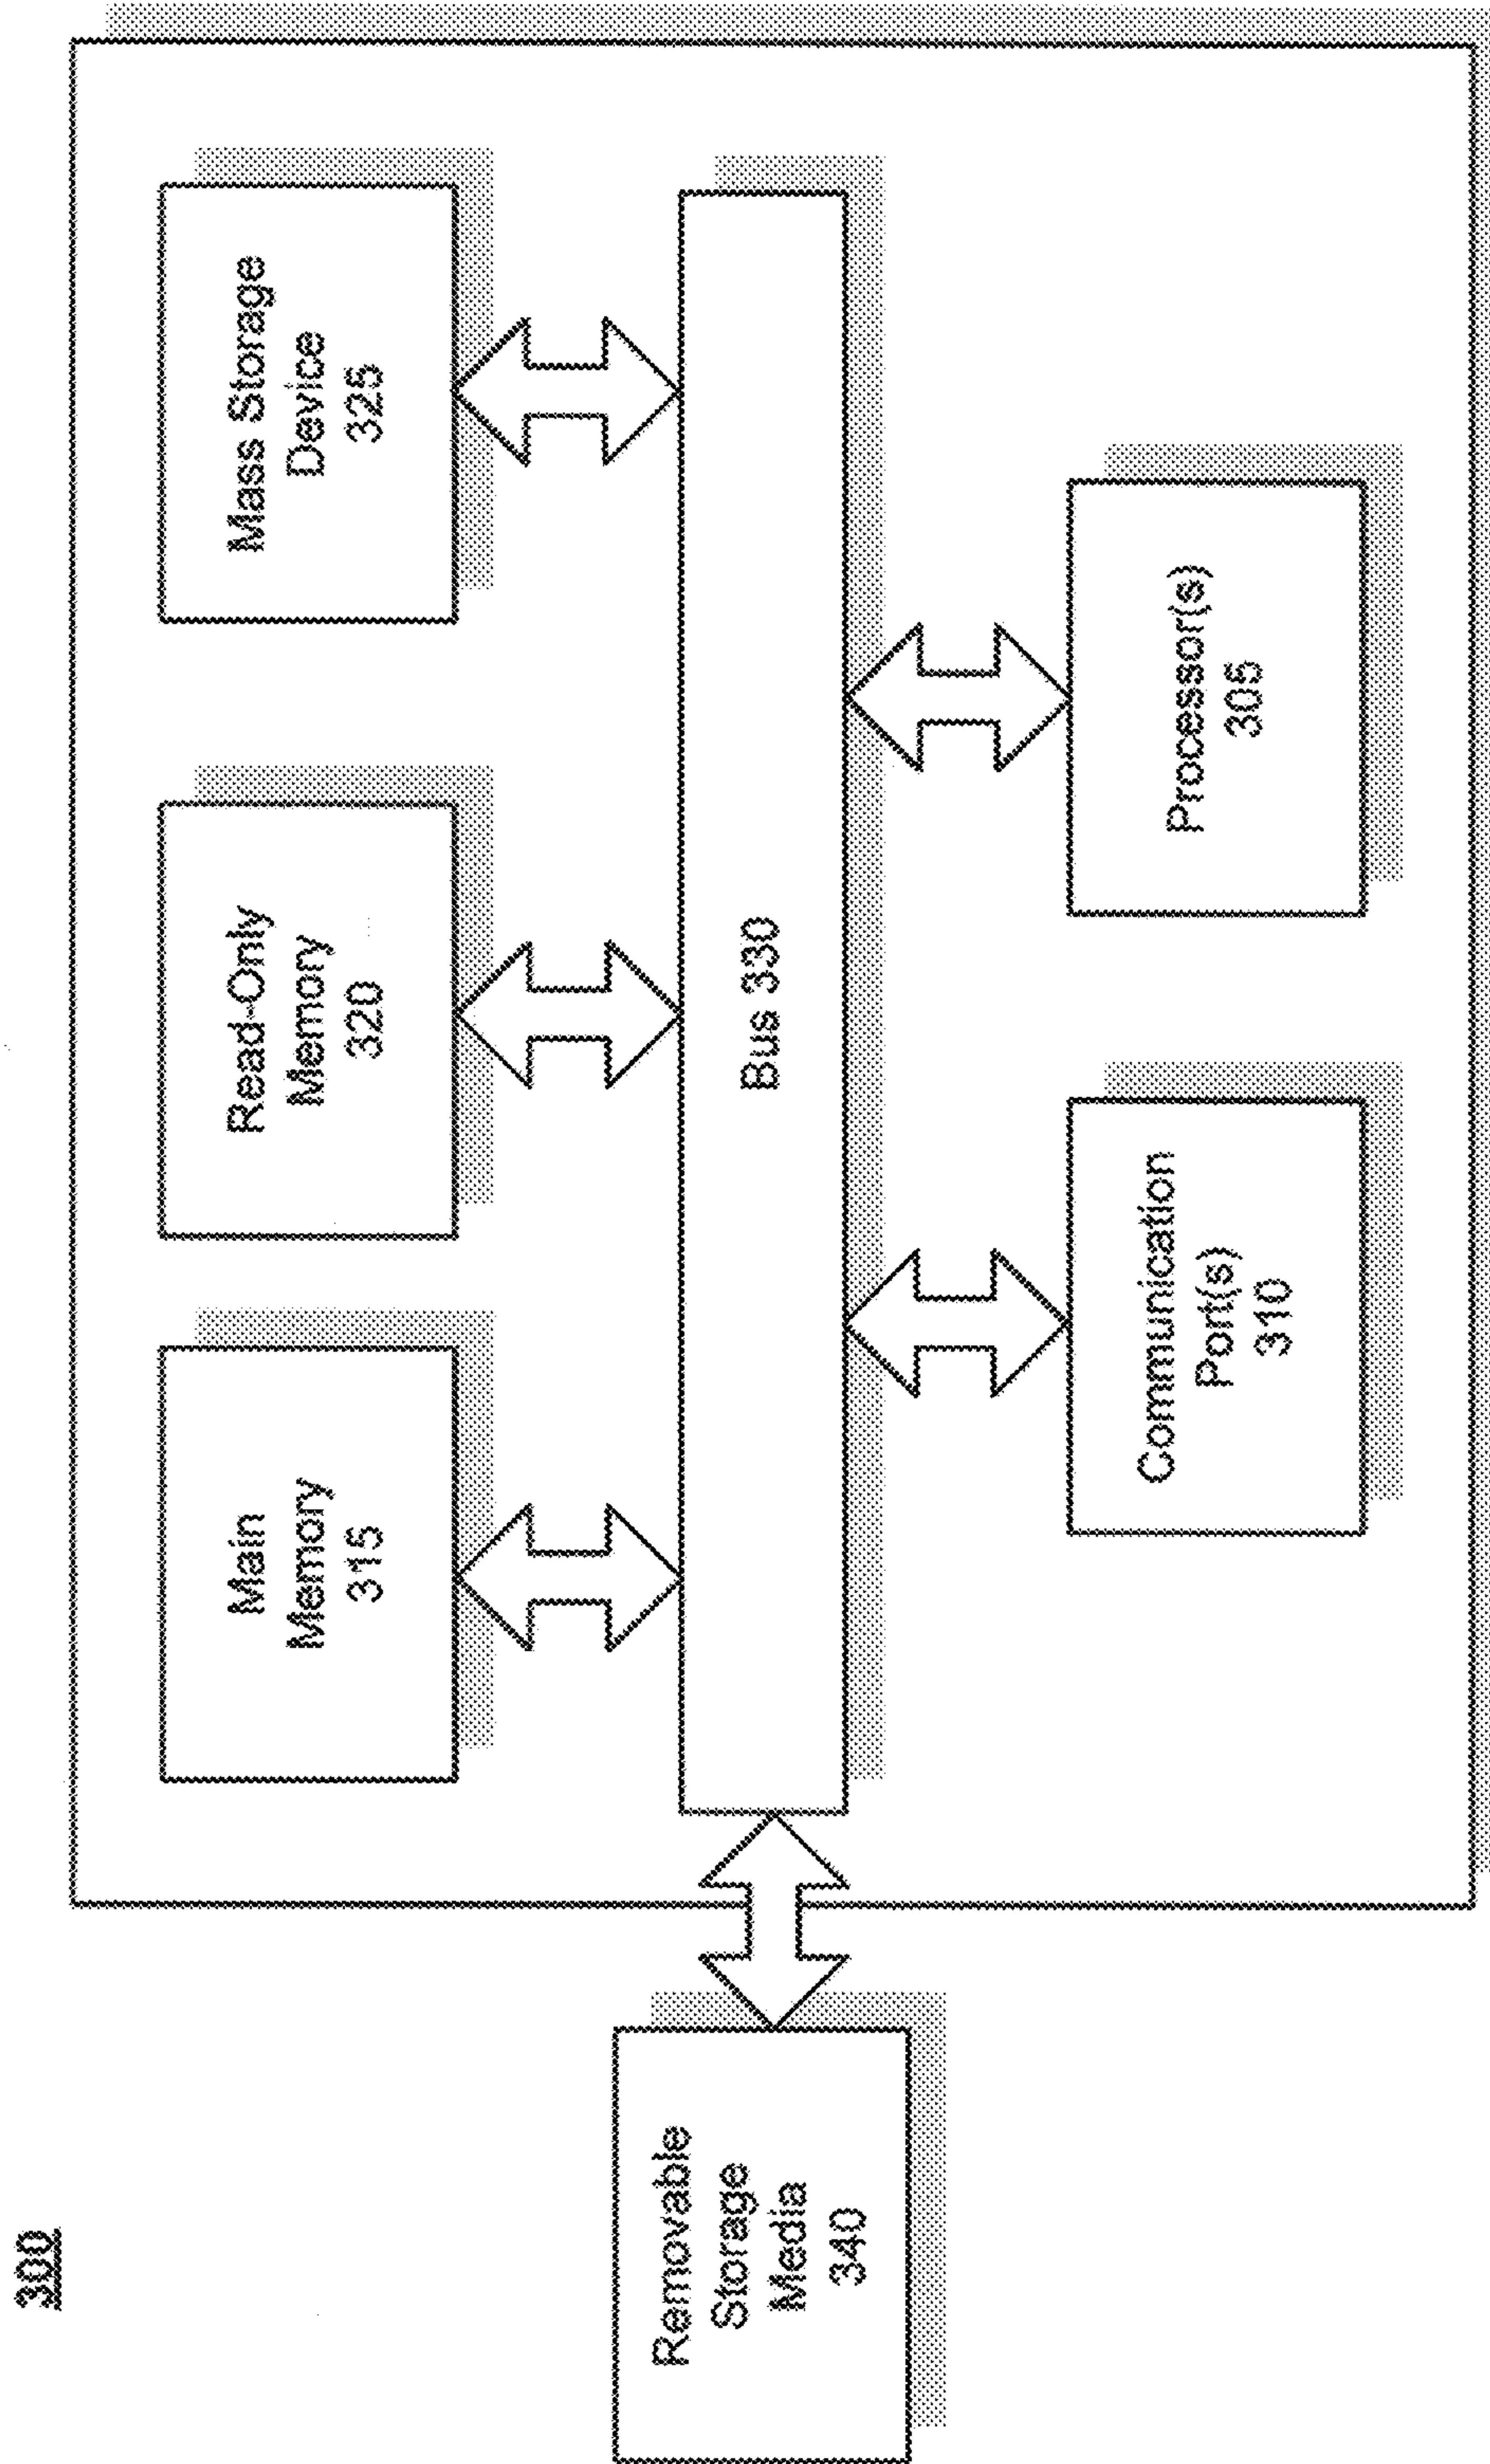 300
Main
Memory
315
Read-Only
Memory
320
Mass Storage
Device
325
Removable
Storage
Media
340
Bus 330
Communication
Port(s)
310
Processor(s)
305